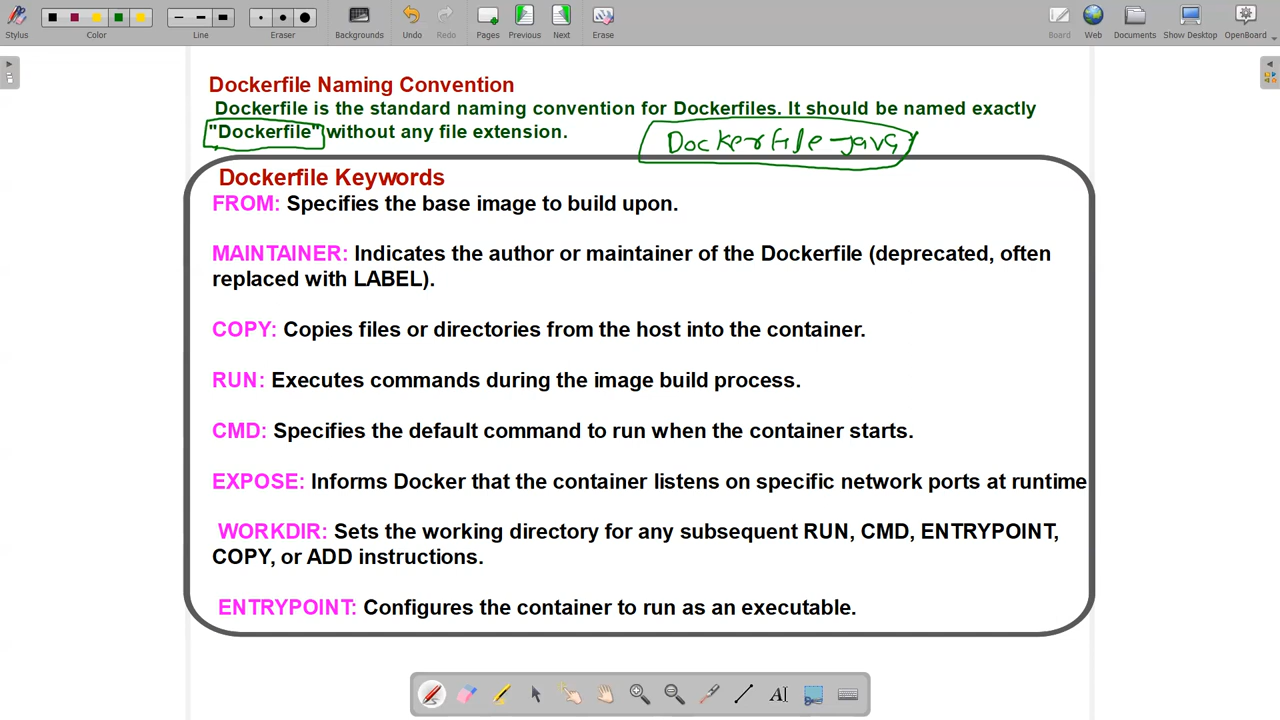 Stylus
Color
Line
Eraser
Backgrounds
Undo
Redo
Pages
Previous
Next
Erase
Board
Web
Documents
Show Desktop
OpenBoard
Dockerfile Naming Convention
Dockerfile is the standard naming convention for Dockerfiles. It should be named exactly
"Dockerfile" without any file extension.
Dockerfile-java
Dockerfile Keywords
FROM: Specifies the base image to build upon.
MAINTAINER: Indicates the author or maintainer of the Dockerfile (deprecated, often
replaced with LABEL).
COPY: Copies files or directories from the host into the container.
RUN: Executes commands during the image build process.
CMD: Specifies the default command to run when the container starts.
EXPOSE: Informs Docker that the container listens on specific network ports at runtime
WORKDIR: Sets the working directory for any subsequent RUN, CMD, ENTRYPOINT,
COPY, or ADD instructions.
ENTRYPOINT: Configures the container to run as an executable.
AI